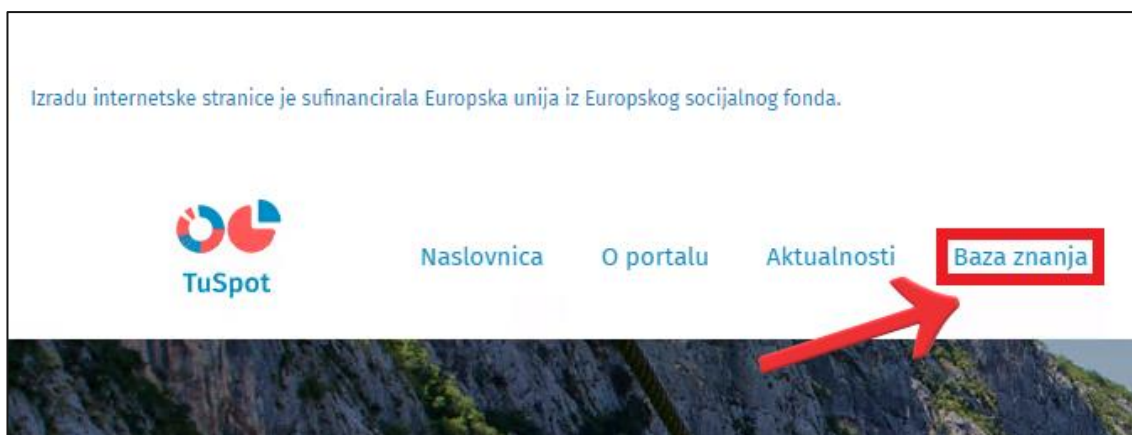 Izradu internetske stranice je sufinancirala Europska unija iz Europskog socijalnog fonda.
TuSpot
Naslovnica O portalu Aktualnosti Baza znanja